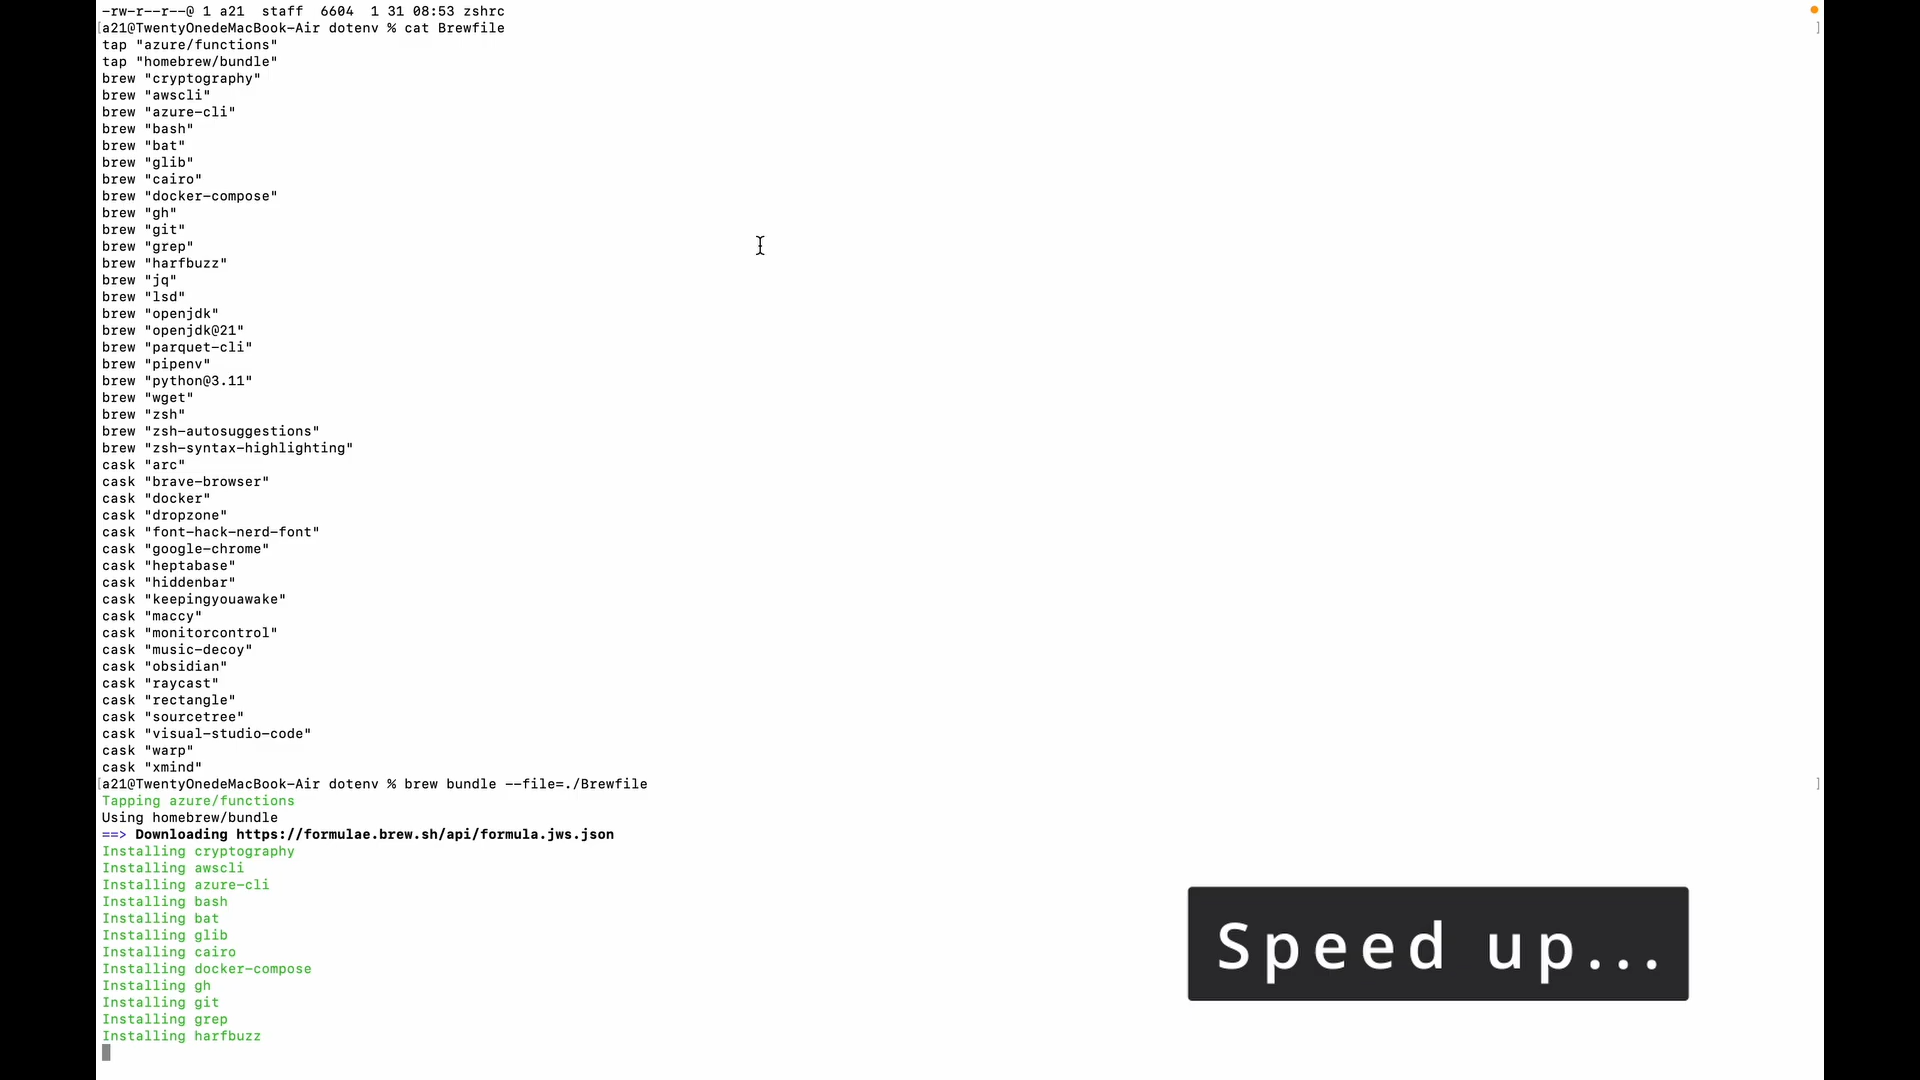 -rw-r--r--@ 1 a21  staff  6604  1 31 08:53 zshrc
[a21@TwentyOnedeMacBook-Air dotenv % cat Brewfile ]
tap "azure/functions"
tap "homebrew/bundle"
brew "cryptography"
brew "awscli"
brew "azure-cli"
brew "bash"
brew "bat"
brew "glib"
brew "cairo"
brew "docker-compose"
brew "gh"
brew "git"
brew "grep"
brew "harfbuzz"
brew "jq"
brew "lsd"
brew "openjdk"
brew "openjdk@21"
brew "parquet-cli"
brew "pipenv"
brew "python@3.11"
brew "wget"
brew "zsh"
brew "zsh-autosuggestions"
brew "zsh-syntax-highlighting"
cask "arc"
cask "brave-browser"
cask "docker"
cask "dropzone"
cask "font-hack-nerd-font"
cask "google-chrome"
cask "heptabase"
cask "hiddenbar"
cask "keepingyouawake"
cask "maccy"
cask "monitorcontrol"
cask "music-decoy"
cask "obsidian"
cask "raycast"
cask "rectangle"
cask "sourcetree"
cask "visual-studio-code"
cask "warp"
cask "xmind"
[a21@TwentyOnedeMacBook-Air dotenv % brew bundle --file=./Brewfile ]
Tapping azure/functions
Using homebrew/bundle
==> Downloading https://formulae.brew.sh/api/formula.jws.json
Installing cryptography
Installing awscli
Installing azure-cli
Installing bash
Installing bat
Installing glib
Installing cairo
Installing docker-compose
Installing gh
Installing git
Installing grep
Installing harfbuzz
Speed up...